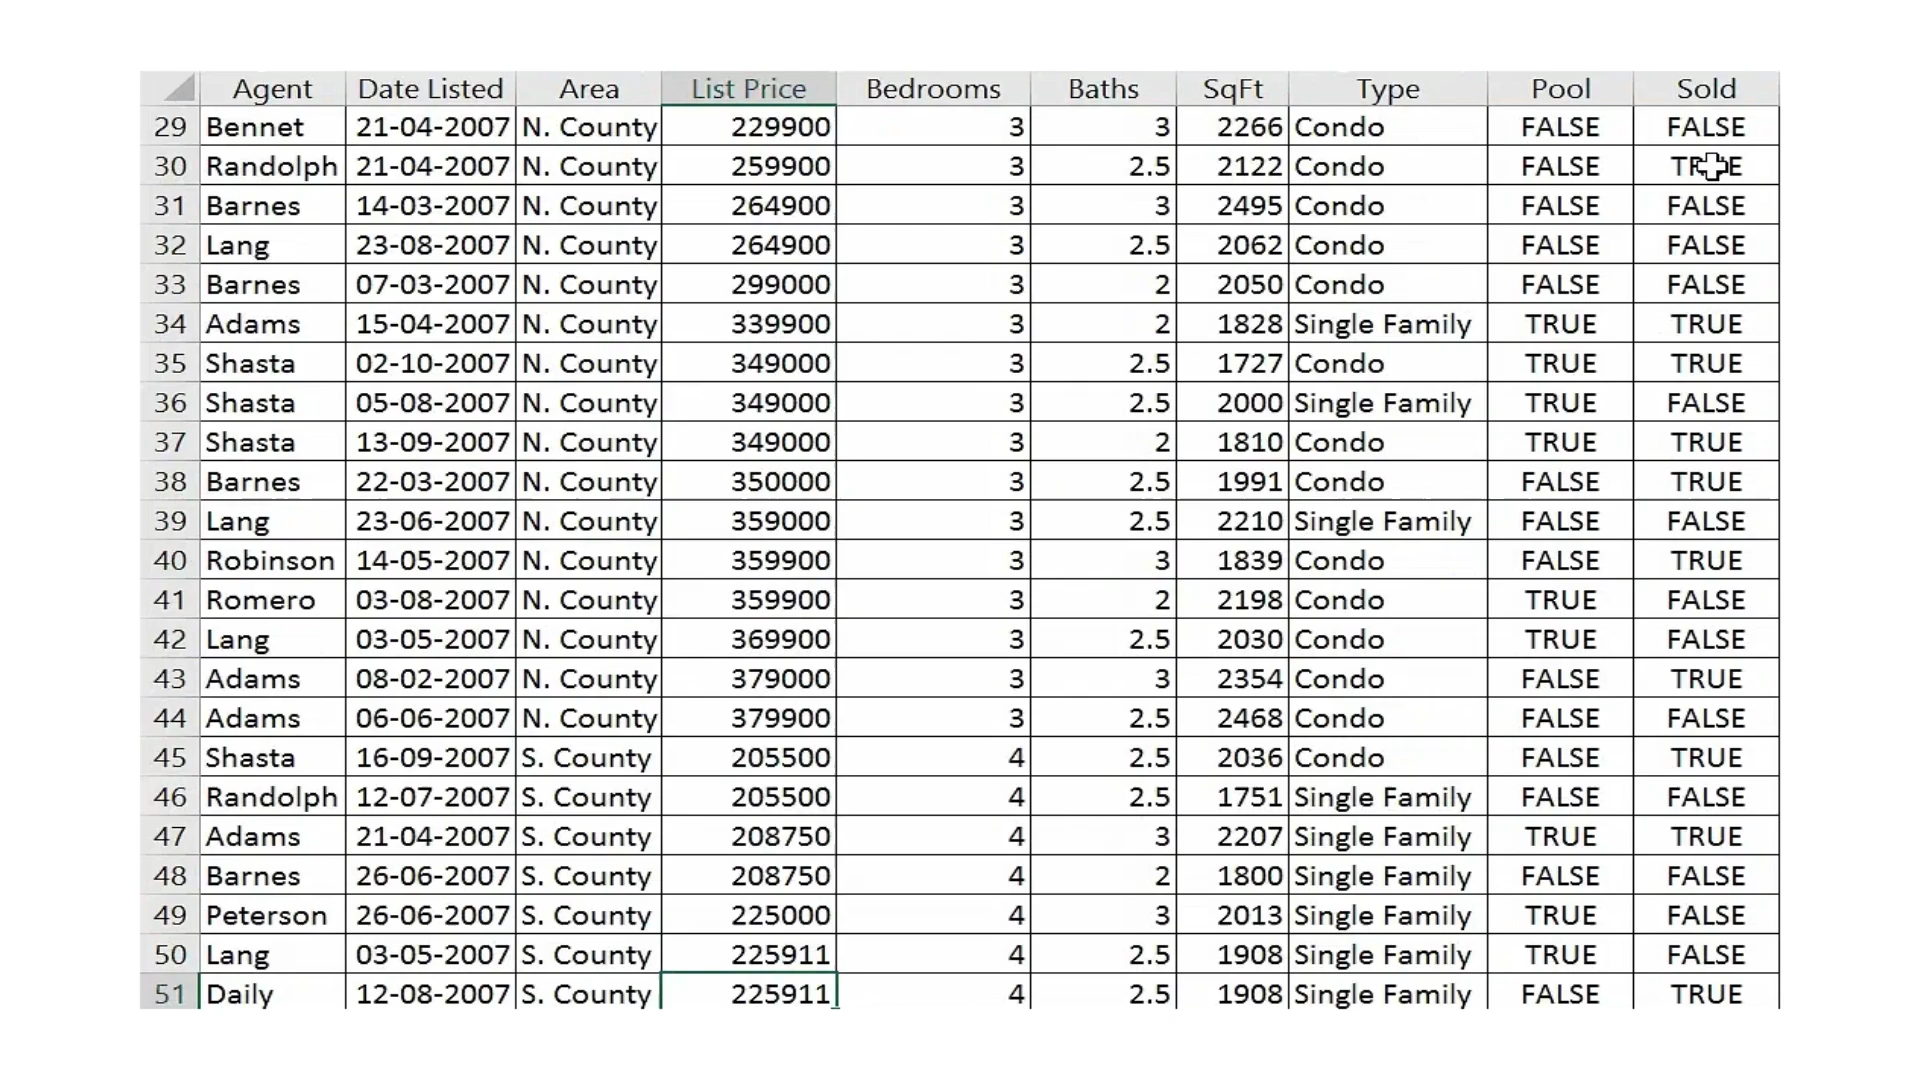 Agent Date Listed Area List Price Bedrooms Baths SqFt Type Pool Sold
29 Bennet 21-04-2007 N. County 229900 3 3 2266 Condo FALSE FALSE
30 Randolph 21-04-2007 N. County 259900 3 2.5 2122 Condo FALSE TRUE
31 Barnes 14-03-2007 N. County 264900 3 3 2495 Condo FALSE FALSE
32 Lang 23-08-2007 N. County 264900 3 2.5 2062 Condo FALSE FALSE
33 Barnes 07-03-2007 N. County 299000 3 2 2050 Condo FALSE FALSE
34 Adams 15-04-2007 N. County 339900 3 2 1828 Single Family TRUE TRUE
35 Shasta 02-10-2007 N. County 349000 3 2.5 1727 Condo TRUE TRUE
36 Shasta 05-08-2007 N. County 349000 3 2.5 2000 Single Family TRUE FALSE
37 Shasta 13-09-2007 N. County 349000 3 2 1810 Condo TRUE TRUE
38 Barnes 22-03-2007 N. County 350000 3 2.5 1991 Condo FALSE TRUE
39 Lang 23-06-2007 N. County 359000 3 2.5 2210 Single Family FALSE FALSE
40 Robinson 14-05-2007 N. County 359900 3 3 1839 Condo FALSE TRUE
41 Romero 03-08-2007 N. County 359900 3 2 2198 Condo TRUE FALSE
42 Lang 03-05-2007 N. County 369900 3 2.5 2030 Condo TRUE FALSE
43 Adams 08-02-2007 N. County 379000 3 3 2354 Condo FALSE TRUE
44 Adams 06-06-2007 N. County 379900 3 2.5 2468 Condo FALSE FALSE
45 Shasta 16-09-2007 S. County 205500 4 2.5 2036 Condo FALSE TRUE
46 Randolph 12-07-2007 S. County 205500 4 2.5 1751 Single Family FALSE FALSE
47 Adams 21-04-2007 S. County 208750 4 3 2207 Single Family TRUE TRUE
48 Barnes 26-06-2007 S. County 208750 4 2 1800 Single Family FALSE FALSE
49 Peterson 26-06-2007 S. County 225000 4 3 2013 Single Family TRUE FALSE
50 Lang 03-05-2007 S. County 225911 4 2.5 1908 Single Family TRUE FALSE
51 Daily 12-08-2007 S. County 225911 4 2.5 1908 Single Family FALSE TRUE